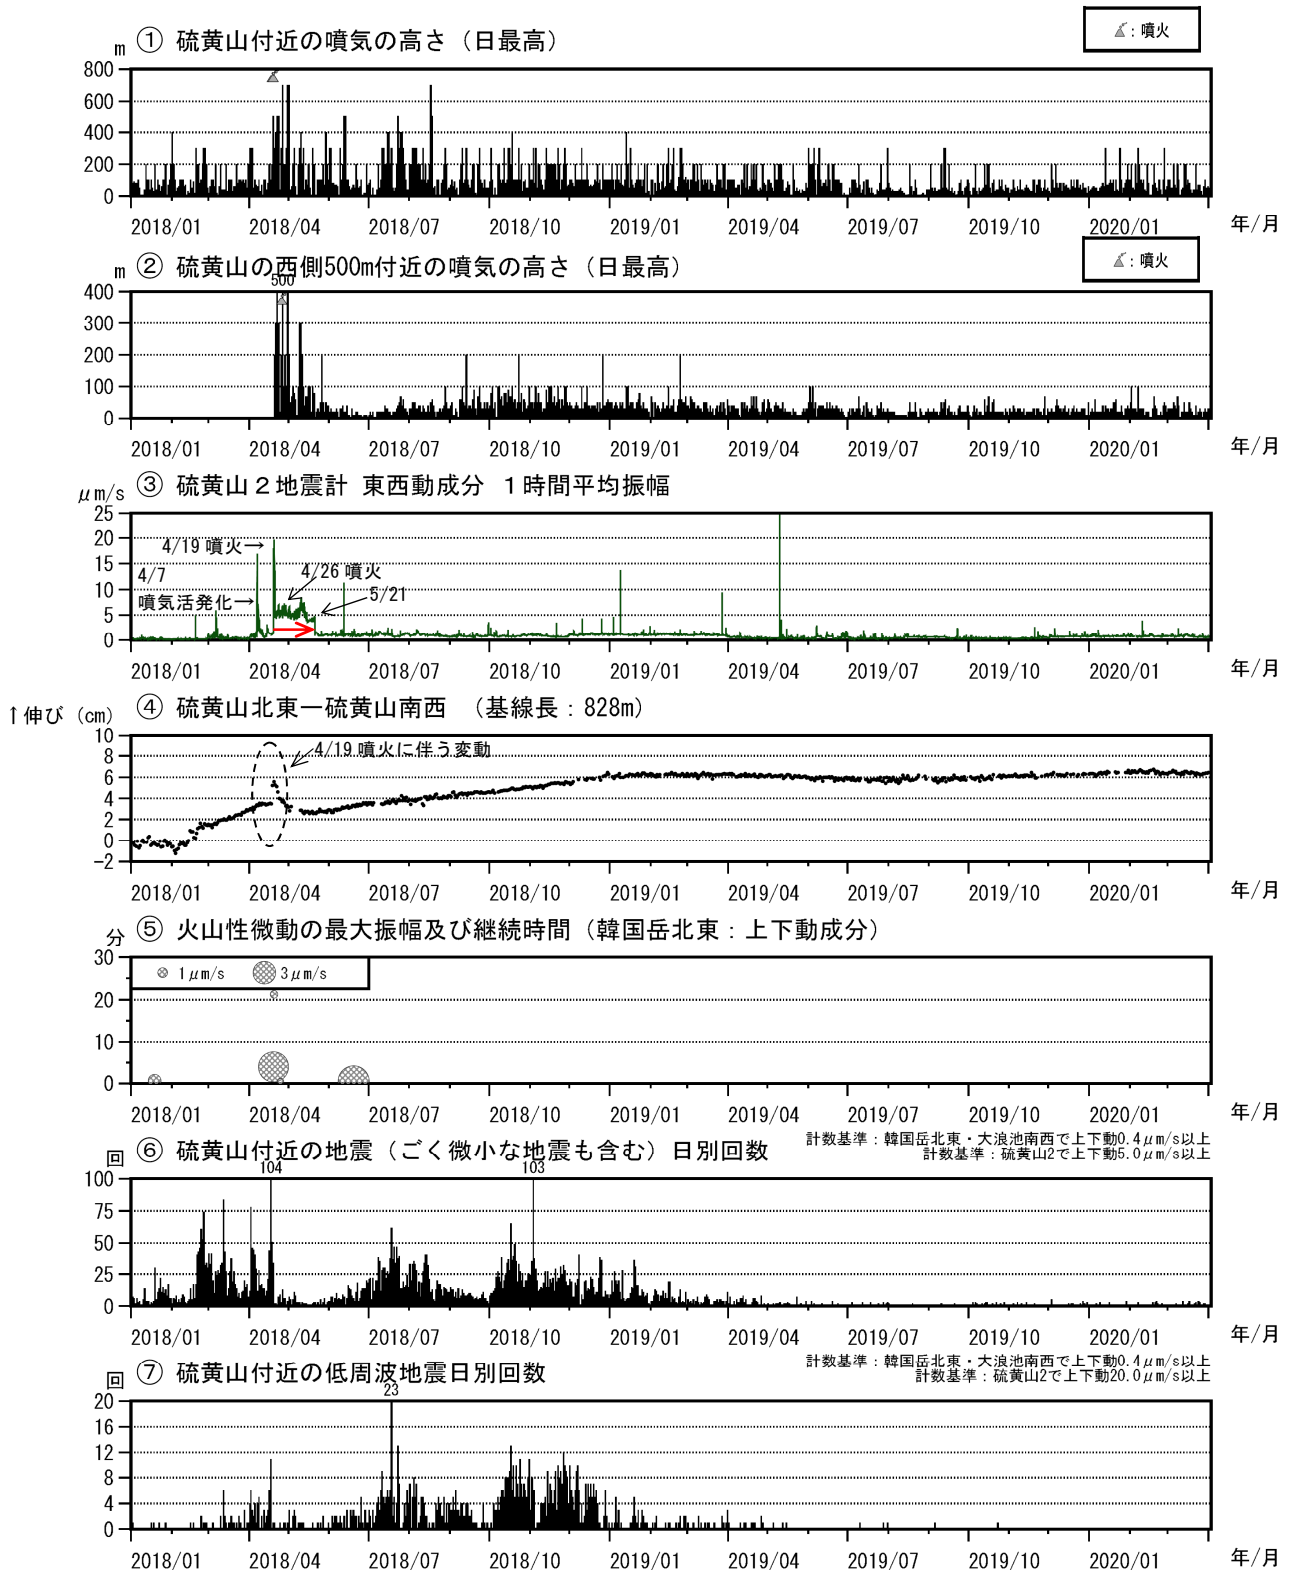 ① 硫黄山付近の噴気の高さ（日最高）
：噴火
m
800
600
400
200
0
2018/01 2018/04 2018/07 2018/10 2019/01 2019/04 2019/07 2019/10 2020/01 年/月
② 硫黄山の西側500m付近の噴気の高さ（日最高）
：噴火
m
500
400
300
200
100
0
2018/01 2018/04 2018/07 2018/10 2019/01 2019/04 2019/07 2019/10 2020/01 年/月
③ 硫黄山２地震計 東西動成分 １時間平均振幅
μm/s
25
20
15
10
5
0
4/19 噴火→
4/7
噴気活発化→
4/26 噴火
5/21
2018/01 2018/04 2018/07 2018/10 2019/01 2019/04 2019/07 2019/10 2020/01 年/月
④ 硫黄山北東－硫黄山南西 （基線長：828m）
↑伸び（cm）
10
8
6
4
2
0
-2
4/19 噴火に伴う変動
2018/01 2018/04 2018/07 2018/10 2019/01 2019/04 2019/07 2019/10 2020/01 年/月
⑤ 火山性微動の最大振幅及び継続時間（韓国岳北東：上下動成分）
分
30
20
10
0
1μm/s 3μm/s
2018/01 2018/04 2018/07 2018/10 2019/01 2019/04 2019/07 2019/10 2020/01 年/月
⑥ 硫黄山付近の地震（ごく微小な地震も含む）日別回数
計数基準：韓国岳北東・大浪池南西で上下動0.4μm/s以上
計数基準：硫黄山2で上下動5.0μm/s以上
回
104 103
100
75
50
25
0
2018/01 2018/04 2018/07 2018/10 2019/01 2019/04 2019/07 2019/10 2020/01 年/月
⑦ 硫黄山付近の低周波地震日別回数
計数基準：韓国岳北東・大浪池南西で上下動0.4μm/s以上
計数基準：硫黄山2で上下動20.0μm/s以上
回
23
20
16
12
8
4
0
2018/01 2018/04 2018/07 2018/10 2019/01 2019/04 2019/07 2019/10 2020/01 年/月